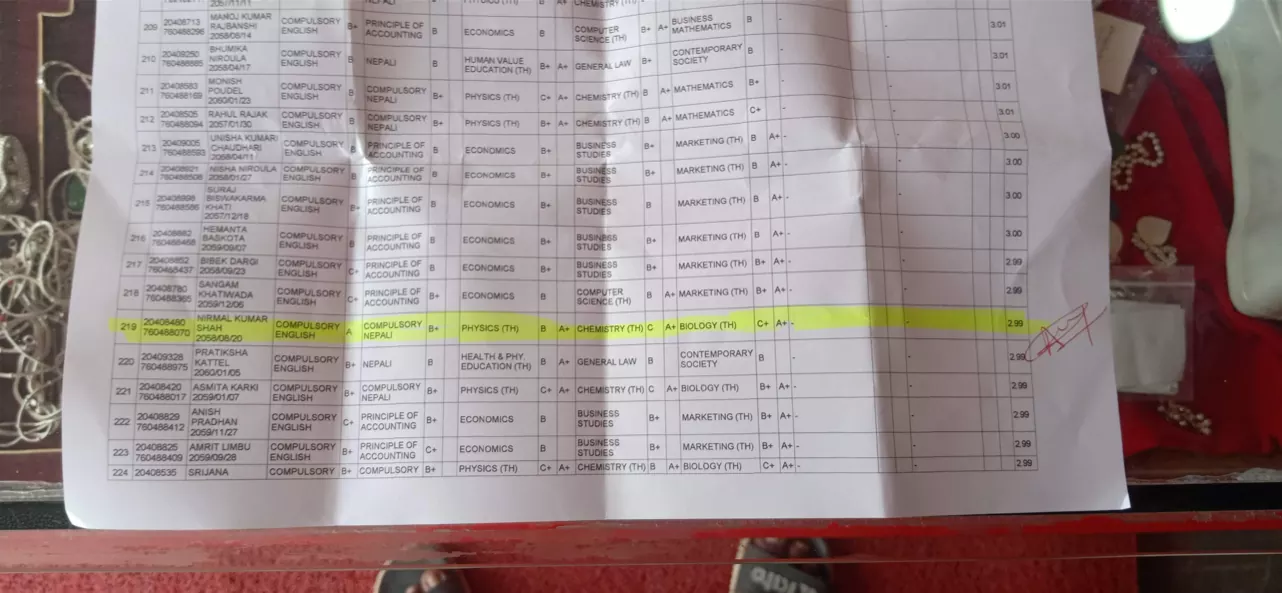 NEPALI PHYSICS (TH) A+ CHEMISTRY (TH)
209 20408713 760488296 MANOJ KUMAR RAJBANSHI 2058/05/14 COMPULSORY ENGLISH B+ PRINCIPLE OF ACCOUNTING B ECONOMICS B COMPUTER SCIENCE (TH) B+ A+ BUSINESS MATHEMATICS B - - 3.01
210 20409250 760488885 BHUMIKA NIROULA 2058/04/17 COMPULSORY ENGLISH B NEPALI B HUMAN VALUE EDUCATION (TH) B+ A+ GENERAL LAW B+ CONTEMPORARY SOCIETY B - - 3.01
211 20408583 760488169 MONISH POUDEL 2060/01/23 COMPULSORY ENGLISH B COMPULSORY NEPALI B+ PHYSICS (TH) C+ A+ CHEMISTRY (TH) B A+ MATHEMATICS B+ - - 3.01
212 20408505 760488094 RAHUL RAJAK 2057/01/30 COMPULSORY ENGLISH B COMPULSORY NEPALI B+ PHYSICS (TH) B+ A+ CHEMISTRY (TH) B A+ MATHEMATICS C+ - - 3.01
213 20409005 760488593 UNISHA KUMARI CHAUDHARI 2058/04/11 COMPULSORY ENGLISH B PRINCIPLE OF ACCOUNTING B ECONOMICS B+ BUSINESS STUDIES B+ MARKETING (TH) B A+ - - 3.00
214 20408921 760488508 NISHA NIROULA 2058/01/27 COMPULSORY ENGLISH B PRINCIPLE OF ACCOUNTING B ECONOMICS B+ BUSINESS STUDIES B+ MARKETING (TH) B A+ - - 3.00
215 20408998 760488586 SURAJ BISWAKARMA KHATI 2057/12/18 COMPULSORY ENGLISH B+ PRINCIPLE OF ACCOUNTING B ECONOMICS B+ BUSINESS STUDIES B MARKETING (TH) B A+ - - 3.00
216 20408882 760488468 HEMANTA BASKOTA 2059/09/07 COMPULSORY ENGLISH B PRINCIPLE OF ACCOUNTING B ECONOMICS B+ BUSINESS STUDIES B MARKETING (TH) B A+ - - 3.00
217 20408852 760488437 BIBEK DARGI 2058/09/23 COMPULSORY ENGLISH C+ PRINCIPLE OF ACCOUNTING B ECONOMICS B+ BUSINESS STUDIES B MARKETING (TH) B+ A+ - - 2.99
218 20408780 760488365 SANGAM KHATIWADA 2059/12/06 COMPULSORY ENGLISH C+ PRINCIPLE OF ACCOUNTING B+ ECONOMICS B COMPUTER SCIENCE (TH) B A+ MARKETING (TH) B+ A+ - - 2.99
219 20408480 760488070 NIRMAL KUMAR SHAH 2058/08/20 COMPULSORY ENGLISH A COMPULSORY NEPALI B+ PHYSICS (TH) B A+ CHEMISTRY (TH) C A+ BIOLOGY (TH) C+ A+ - - 2.99
220 20409328 760488975 PRATIKSHA KATTEL 2060/01/05 COMPULSORY ENGLISH B+ NEPALI B HEALTH & PHY. EDUCATION (TH) B A+ GENERAL LAW B CONTEMPORARY SOCIETY B - - 2.99
221 20408420 760488017 ASMITA KARKI 2059/01/07 COMPULSORY ENGLISH B+ COMPULSORY NEPALI B+ PHYSICS (TH) C+ A+ CHEMISTRY (TH) C A+ BIOLOGY (TH) B+ A+ - - 2.99
222 20408829 760488412 ANISH PRADHAN 2059/11/27 COMPULSORY ENGLISH C+ PRINCIPLE OF ACCOUNTING B ECONOMICS B BUSINESS STUDIES B+ MARKETING (TH) B+ A+ - - 2.99
223 20408825 760488409 AMRIT LIMBU 2059/09/28 COMPULSORY ENGLISH B+ PRINCIPLE OF ACCOUNTING C+ ECONOMICS B BUSINESS STUDIES B+ MARKETING (TH) B+ A+ - - 2.99
224 20408535 SRIJANA COMPULSORY B+ COMPULSORY B+ PHYSICS (TH) C+ A+ CHEMISTRY (TH) B A+ BIOLOGY (TH) C+ A+ - - 2.99